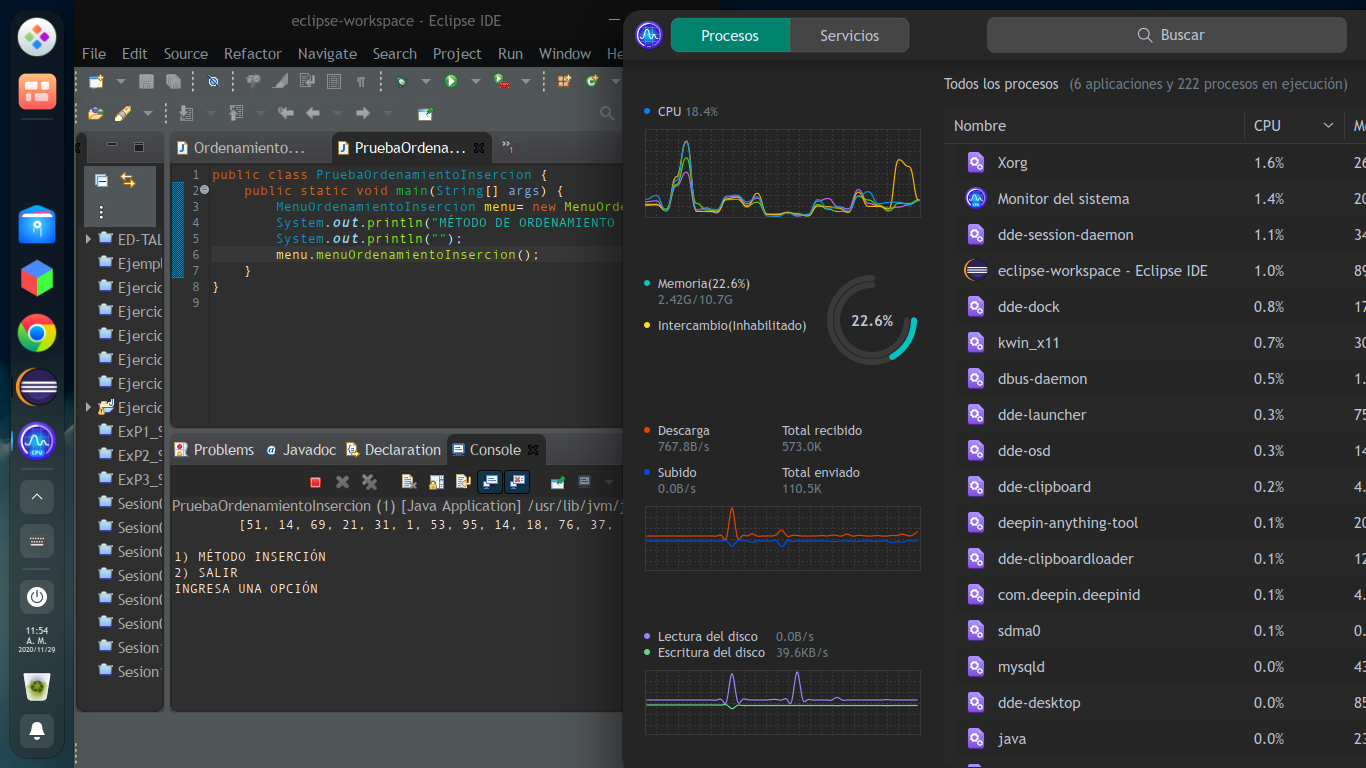 eclipse-workspace - Eclipse IDE
File Edit Source Refactor Navigate Search Project Run Window
Ordenamiento...
PruebaOrdena...
1 public class PruebaOrdenamientoInsercion {
2 public static void main(String[] args) {
3 MenuOrdenamientoInsercion menu= new MenuOrde
4 System.out.println("MÉTODO DE ORDENAMIENTO
5 System.out.println("");
6 menu.menuOrdenamientoInsercion();
7 }
8 }
9
ED-TAL
Ejempl
Ejercic
Ejercic
Ejercic
Ejercic
Ejercic
Ejercic
ExP1_S
ExP2_S
ExP3_S
Sesion0
Sesion0
Sesion0
Sesion0
Sesion0
Sesion0
Sesion1
Sesion1
Problems
Javadoc
Declaration
Console
PruebaOrdenamientoInsercion (1) [Java Application] /usr/lib/jvm/j
[51, 14, 69, 21, 31, 1, 53, 95, 14, 18, 76, 37,
1) MÉTODO INSERCIÓN
2) SALIR
INGRESA UNA OPCIÓN
CPU
11:54
A. M.
2020/11/29
Procesos
Servicios
Buscar
CPU 18.4%
Memoria(22.6%)
2.42G/10.7G
Intercambio(Inhabilitado)
22.6%
Descarga
767.8B/s
Total recibido
573.0K
Subido
0.0B/s
Total enviado
110.5K
Lectura del disco 0.0B/s
Escritura del disco 39.6KB/s
Todos los procesos (6 aplicaciones y 222 procesos en ejecución)
Nombre CPU
Xorg 1.6% 26
Monitor del sistema 1.4% 20
dde-session-daemon 1.1% 34
eclipse-workspace - Eclipse IDE 1.0% 89
dde-dock 0.8% 17
kwin_x11 0.7% 30
dbus-daemon 0.5% 1.
dde-launcher 0.3% 75
dde-osd 0.3% 14
dde-clipboard 0.2% 4.
deepin-anything-tool 0.1% 20
dde-clipboardloader 0.1% 12
com.deepin.deepinid 0.1% 4.
sdma0 0.1% 0.
mysqld 0.0% 43
dde-desktop 0.0% 85
java 0.0% 23